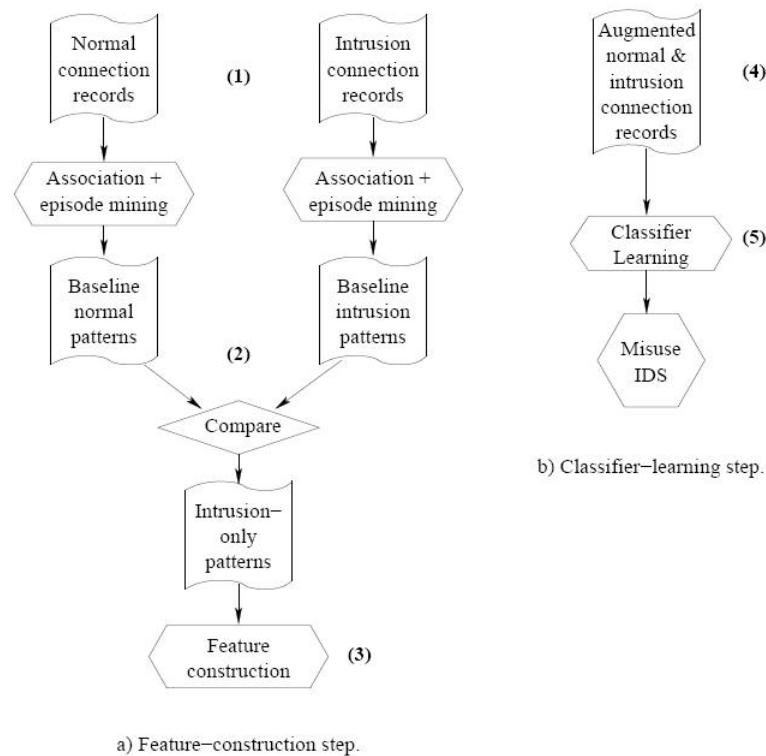 Normal
connection
records
(1)
Intrusion
connection
records
Association +
episode mining
Association +
episode mining
Baseline
normal
patterns
Baseline
intrusion
patterns
(2)
Compare
Intrusion−
only
patterns
Feature
construction
(3)
a) Feature−construction step.
Augmented
normal &
intrusion
connection
records
(4)
Classifier
Learning
(5)
Misuse
IDS
b) Classifier−learning step.